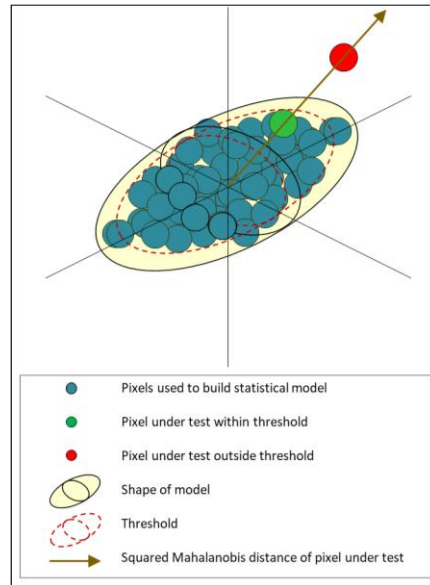 Pixels used to build statistical model
Pixel under test within threshold
Pixel under test outside threshold
Shape of model
Threshold
Squared Mahalanobis distance of pixel under test